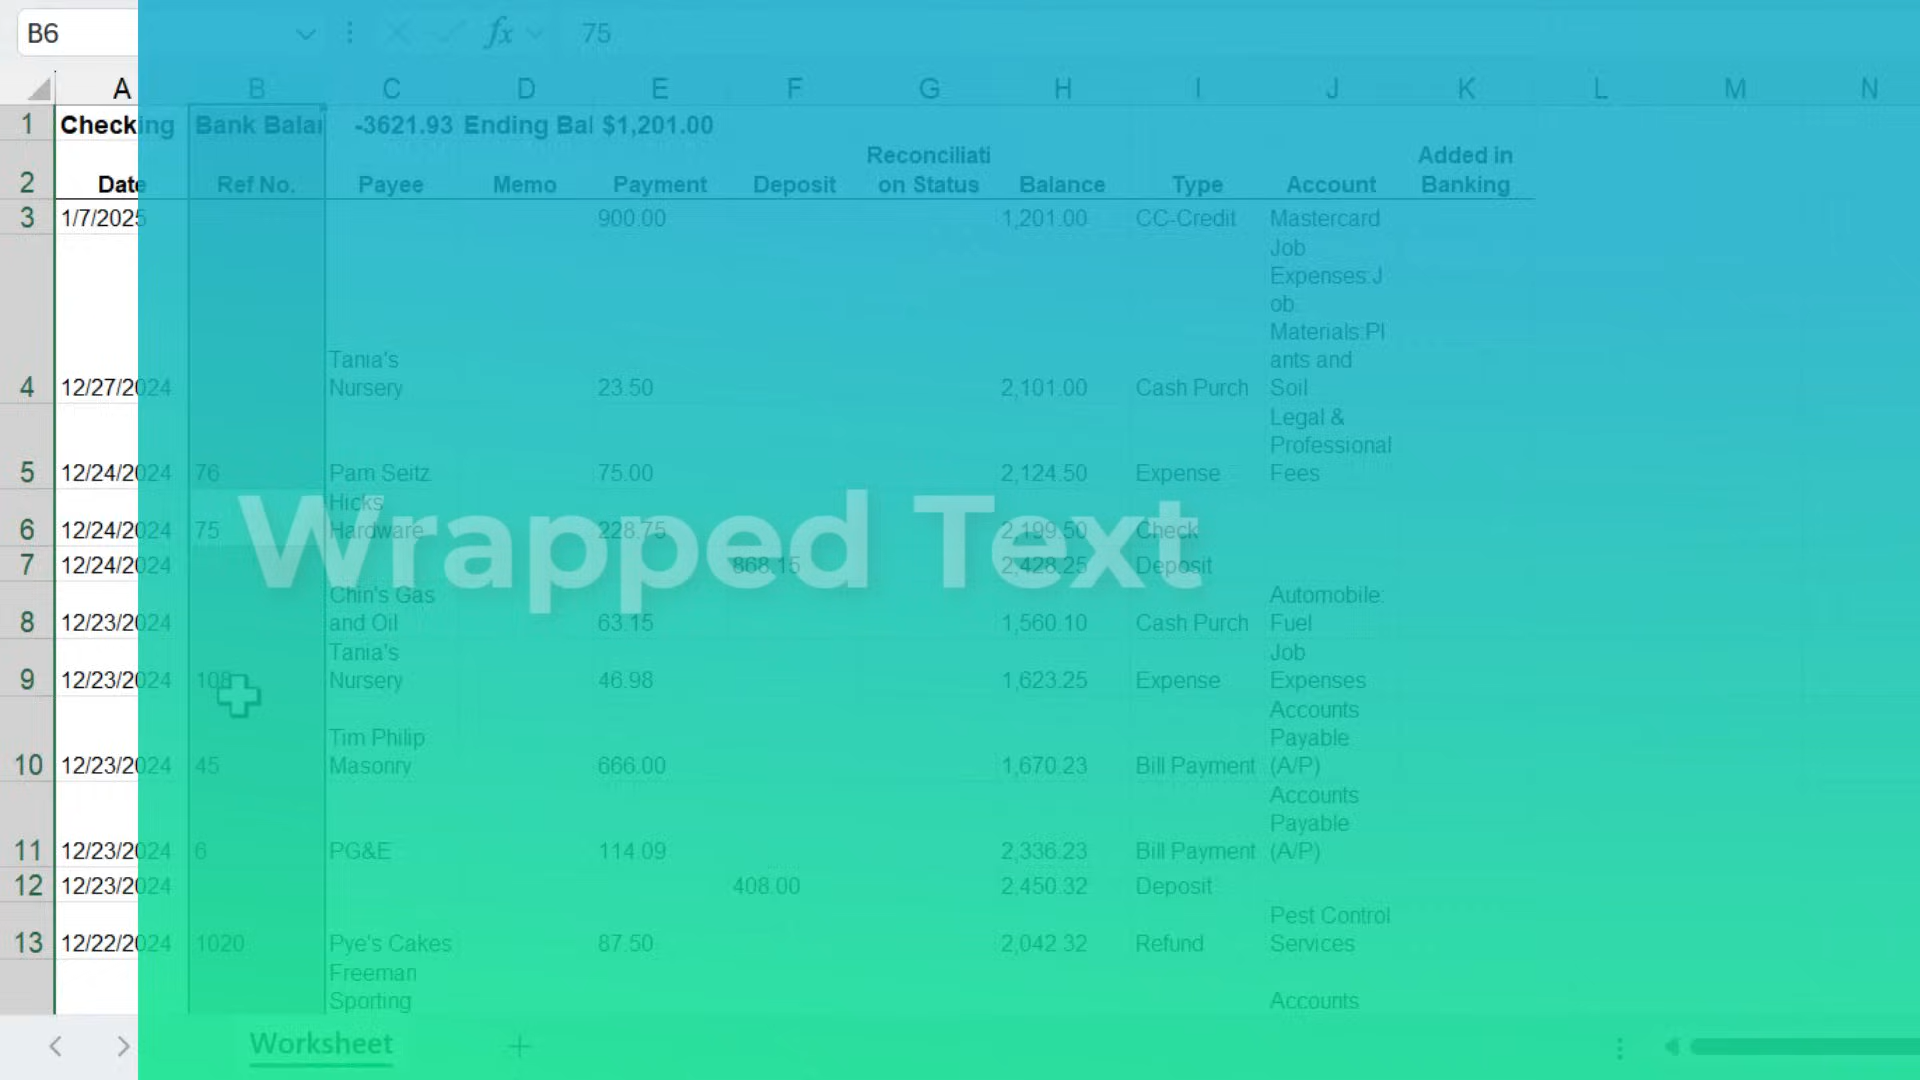 B6 fx 75
A B C D E F G H I J K L M N
1 Checking Bank Balan -3621.93 Ending Bal $1,201.00
Reconciliati Added in
2 Date Ref No. Payee Memo Payment Deposit on Status Balance Type Account Banking
3 1/7/2025 900.00 1,201.00 CC-Credit Mastercard
Job
Expenses:J
ob
Materials:Pl
Tania's ants and
4 12/27/2024 Nursery 23.50 2,101.00 Cash Purch Soil
Legal &
Professional
5 12/24/2024 76 Pam Seitz 75.00 2,124.50 Expense Fees
Hicks
6 12/24/2024 75 Hardware 228.75 2,199.50 Check
Wrapped Text
7 12/24/2024 868.15 2,428.25 Deposit
Chin's Gas Automobile:
8 12/23/2024 and Oil 63.15 1,560.10 Cash Purch Fuel
Tania's Job
9 12/23/2024 108 Nursery 46.98 1,623.25 Expense Expenses
Accounts
Tim Philip Payable
10 12/23/2024 45 Masonry 666.00 1,670.23 Bill Payment (A/P)
Accounts
Payable
11 12/23/2024 6 PG&E 114.09 2,336.23 Bill Payment (A/P)
12 12/23/2024 408.00 2,450.32 Deposit
Pest Control
13 12/22/2024 1020 Pye's Cakes 87.50 2,042.32 Refund Services
Freeman
Sporting Accounts
Worksheet